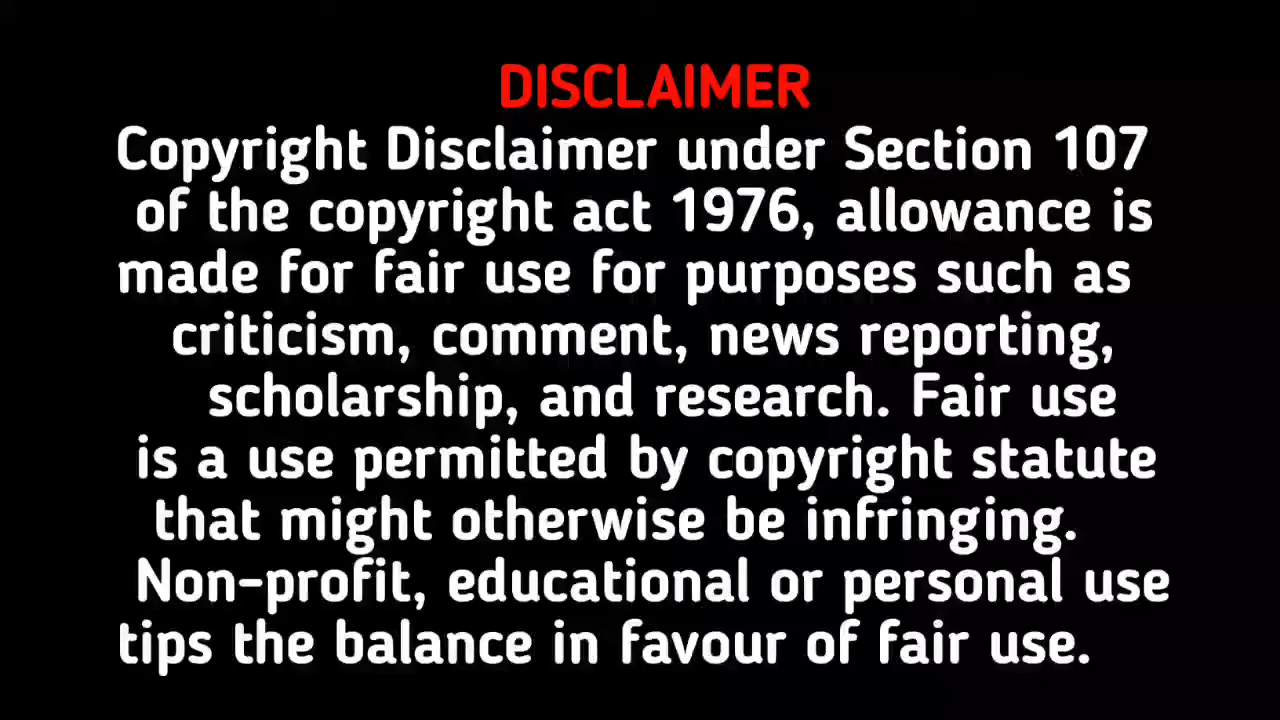 DISCLAIMER
Copyright Disclaimer under Section 107
of the copyright act 1976, allowance is
made for fair use for purposes such as
criticism, comment, news reporting,
scholarship, and research. Fair use
is a use permitted by copyright statute
that might otherwise be infringing.
Non-profit, educational or personal use
tips the balance in favour of fair use.